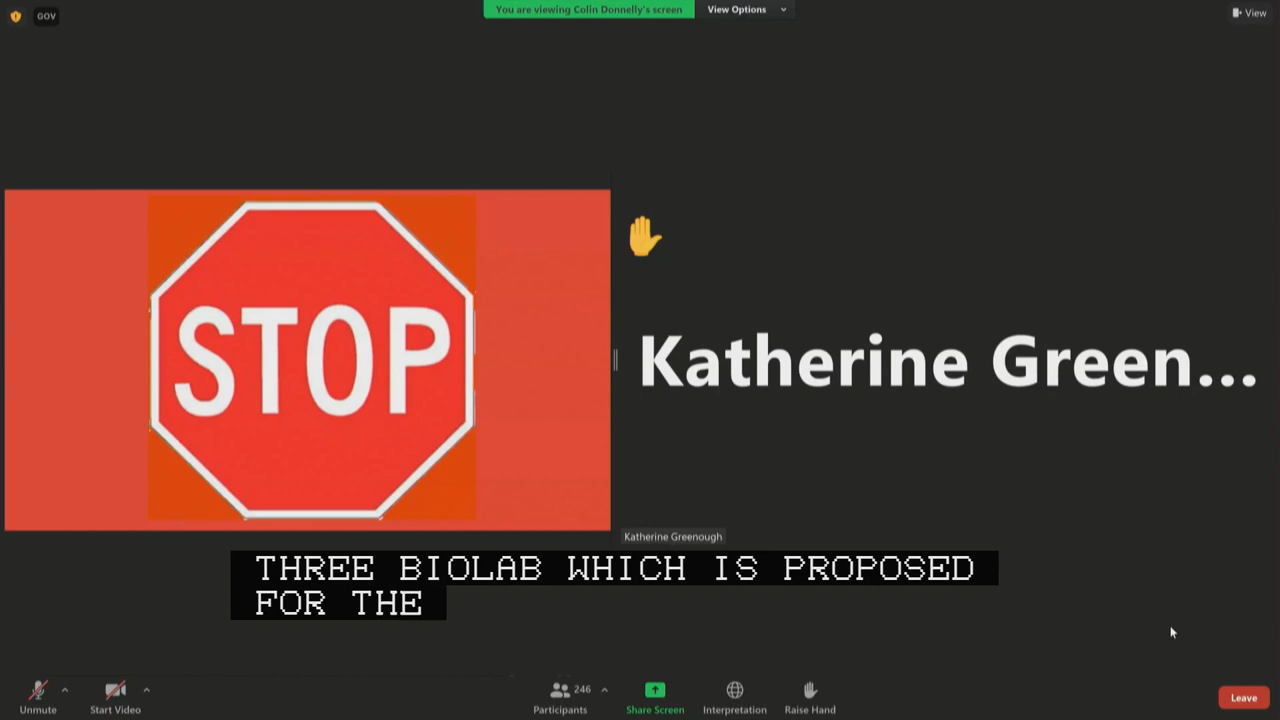 GOV
You are viewing Colin Donnelly's screen
View Options
View
STOP
Katherine Green...
Katherine Greenough
THREE BIOLAB WHICH IS PROPOSED
FOR THE
Unmute
Start Video
246
Participants
Share Screen
Interpretation
Raise Hand
Leave